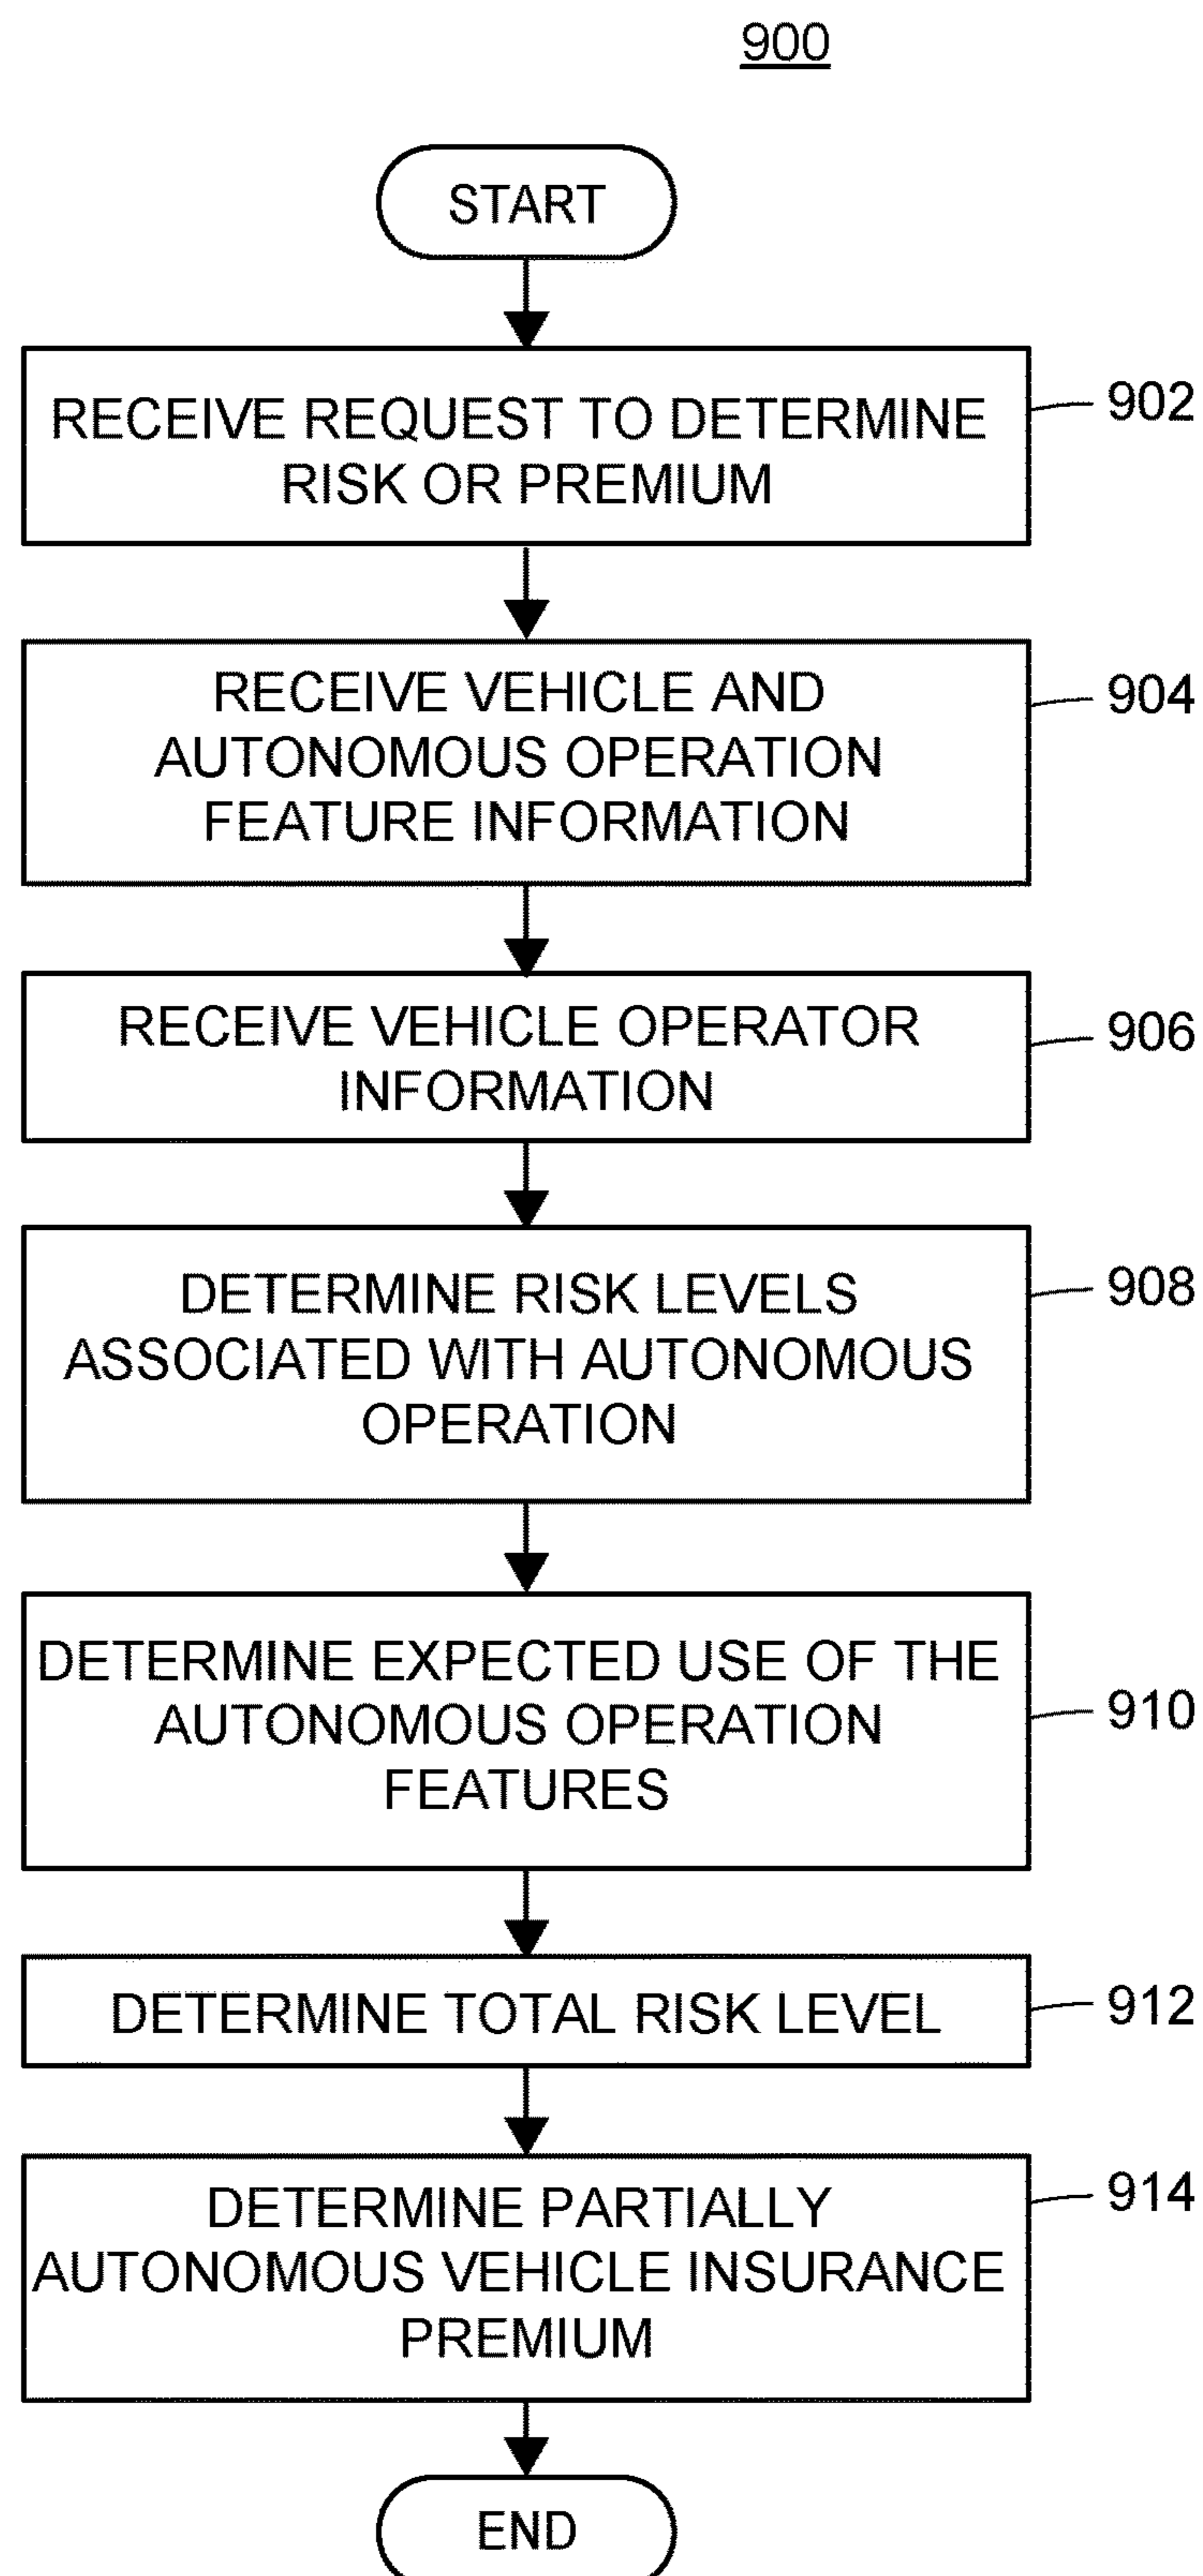 900
START
RECEIVE REQUEST TO DETERMINE
RISK OR PREMIUM
902
RECEIVE VEHICLE AND
AUTONOMOUS OPERATION
FEATURE INFORMATION
904
RECEIVE VEHICLE OPERATOR
INFORMATION
906
DETERMINE RISK LEVELS
ASSOCIATED WITH AUTONOMOUS
OPERATION
908
DETERMINE EXPECTED USE OF THE
AUTONOMOUS OPERATION
FEATURES
910
DETERMINE TOTAL RISK LEVEL
912
DETERMINE PARTIALLY
AUTONOMOUS VEHICLE INSURANCE
PREMIUM
914
END